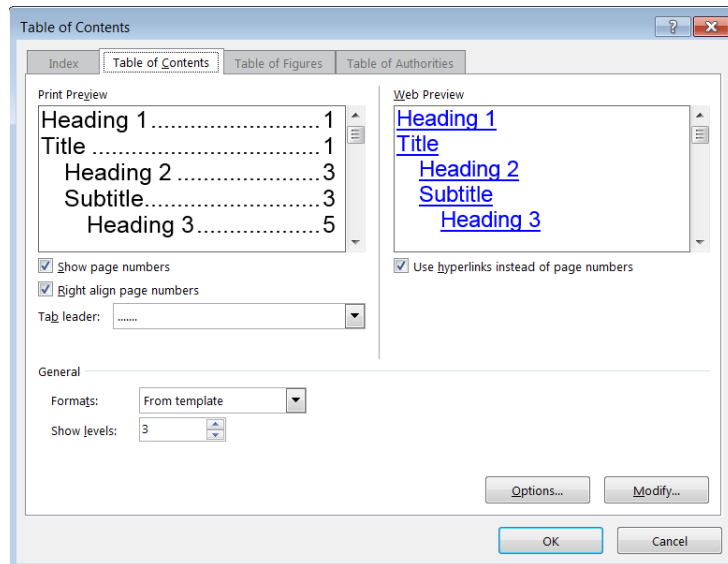 Table of Contents
?
Index
Table of Contents
Table of Figures
Table of Authorities
Print Preview
Heading 1............................1
Title ...................................1
Heading 2 ........................3
Subtitle............................3
Heading 3.....................5
Show page numbers
Right align page numbers
Tab leader: .......
Web Preview
Heading 1
Title
Heading 2
Subtitle
Heading 3
Use hyperlinks instead of page numbers
General
Formats: From template
Show levels: 3
Options... Modify...
OK Cancel